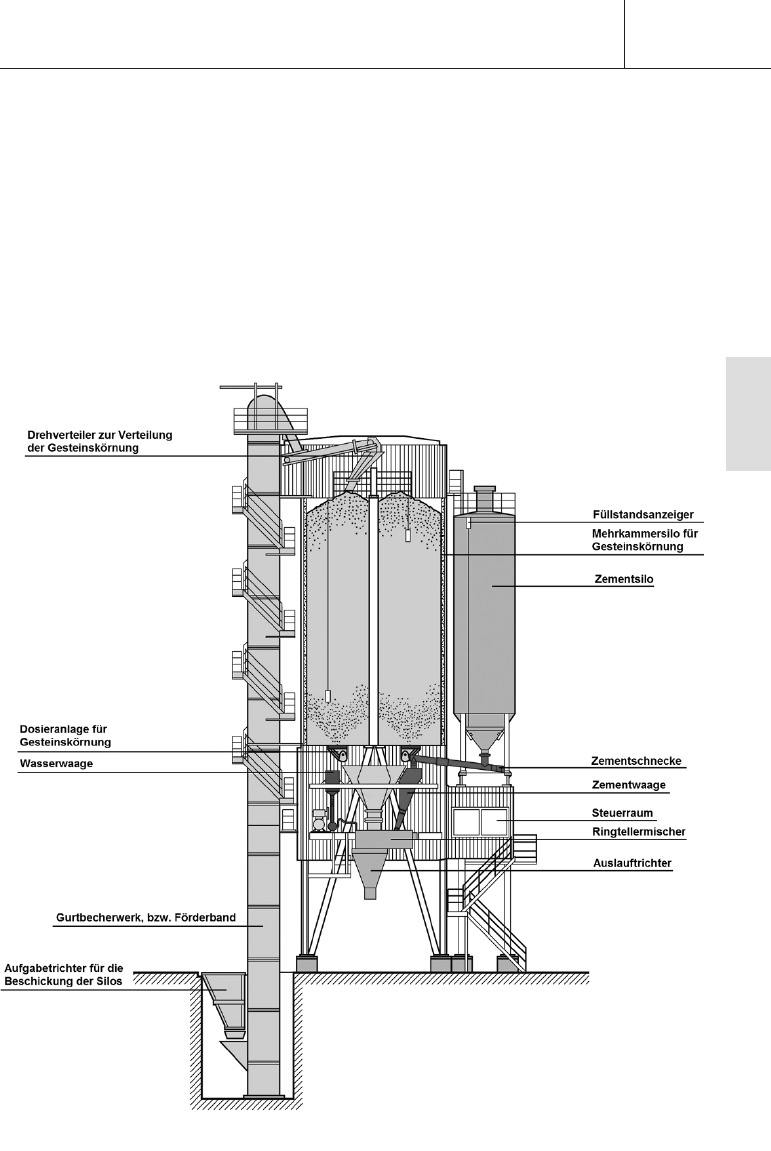 Drehverteiler zur Verteilung
der Gesteinskörnung
Füllstandsanzeiger
Mehrkammersilo für
Gesteinskörnung
Zementsilo
Dosieranlage für
Gesteinskörnung
Wasserwaage
Zementschnecke
Zementwaage
Steuerraum
Ringtellermischer
Auslauftrichter
Gurtbecherwerk, bzw. Förderband
Aufgabetrichter für die
Beschickung der Silos